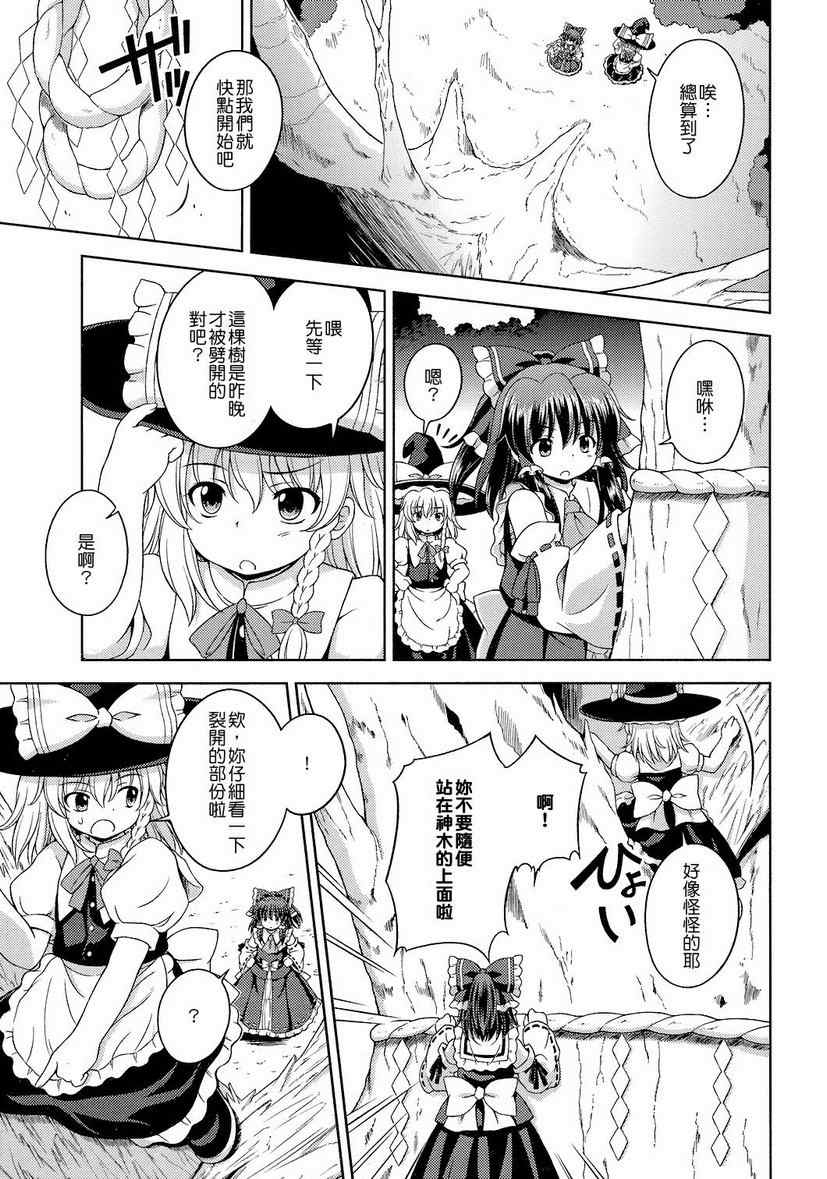 唉…
總算到了
那我們就
快點開始吧
ギギッ
嘿咻…
嗯？
喂
先等一下
這棵樹是昨晚
才被劈開的
對吧？
是啊？
好像怪怪的耶
ぴょい
啊！
妳不要隨便
站在神木的上面啦
！
欸，妳仔細看一下
裂開的部份啦
？